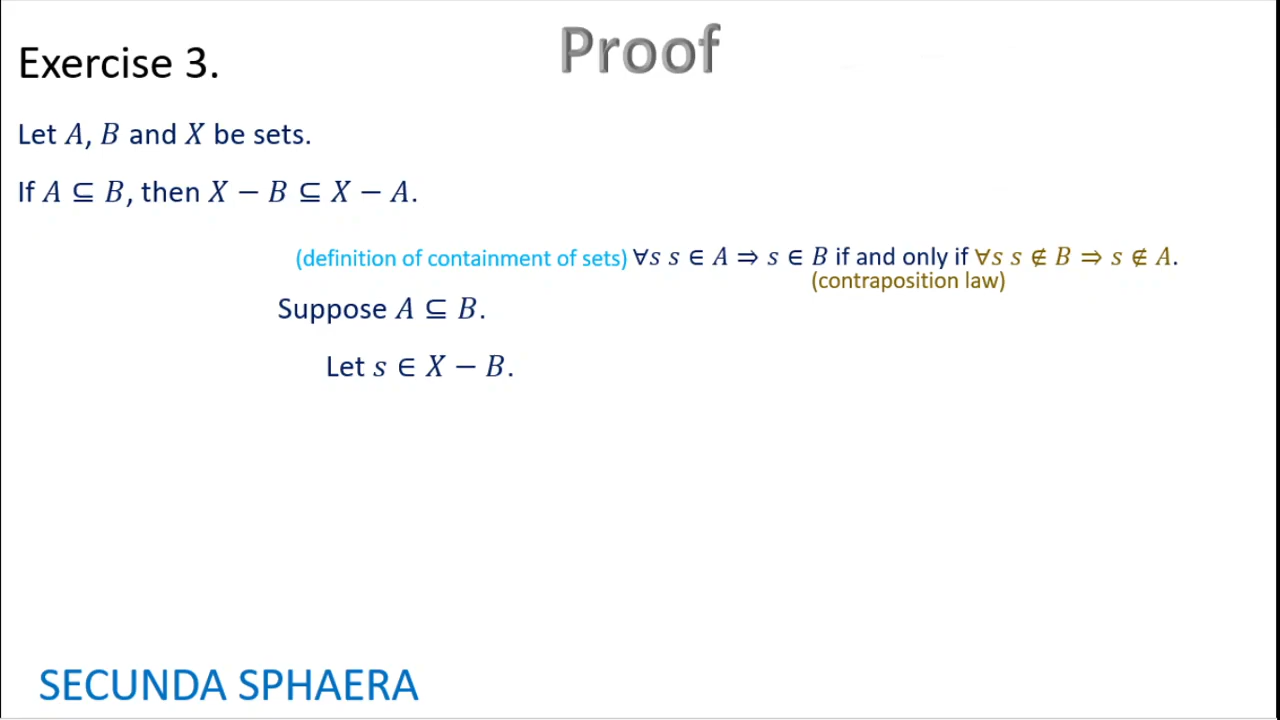 Proof
Exercise 3.
Let A, B and X be sets.
If A ⊆ B, then X − B ⊆ X − A.
(definition of containment of sets) ∀s s ∈ A ⇒ s ∈ B if and only if ∀s s ∉ B ⇒ s ∉ A.
(contraposition law)
Suppose A ⊆ B.
Let s ∈ X − B.
SECUNDA SPHAERA